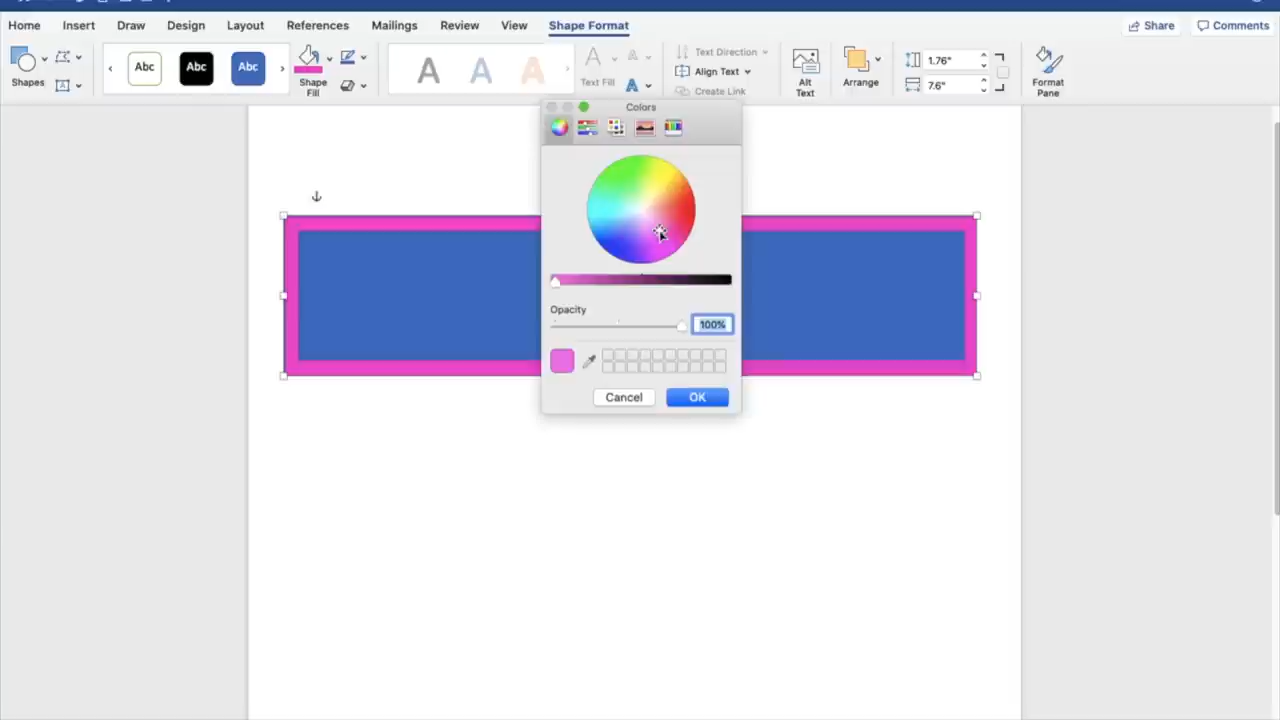 Home Insert Draw Design Layout References Mailings Review View Shape Format Share Comments
Shapes
Abc Abc Abc
Shape
Fill
A A A
A
Text Fill
A
A
Text Direction
Align Text
Create Link
Alt
Text
Arrange
1.76"
7.6"
Format
Pane
Colors
Opacity
100%
Cancel OK